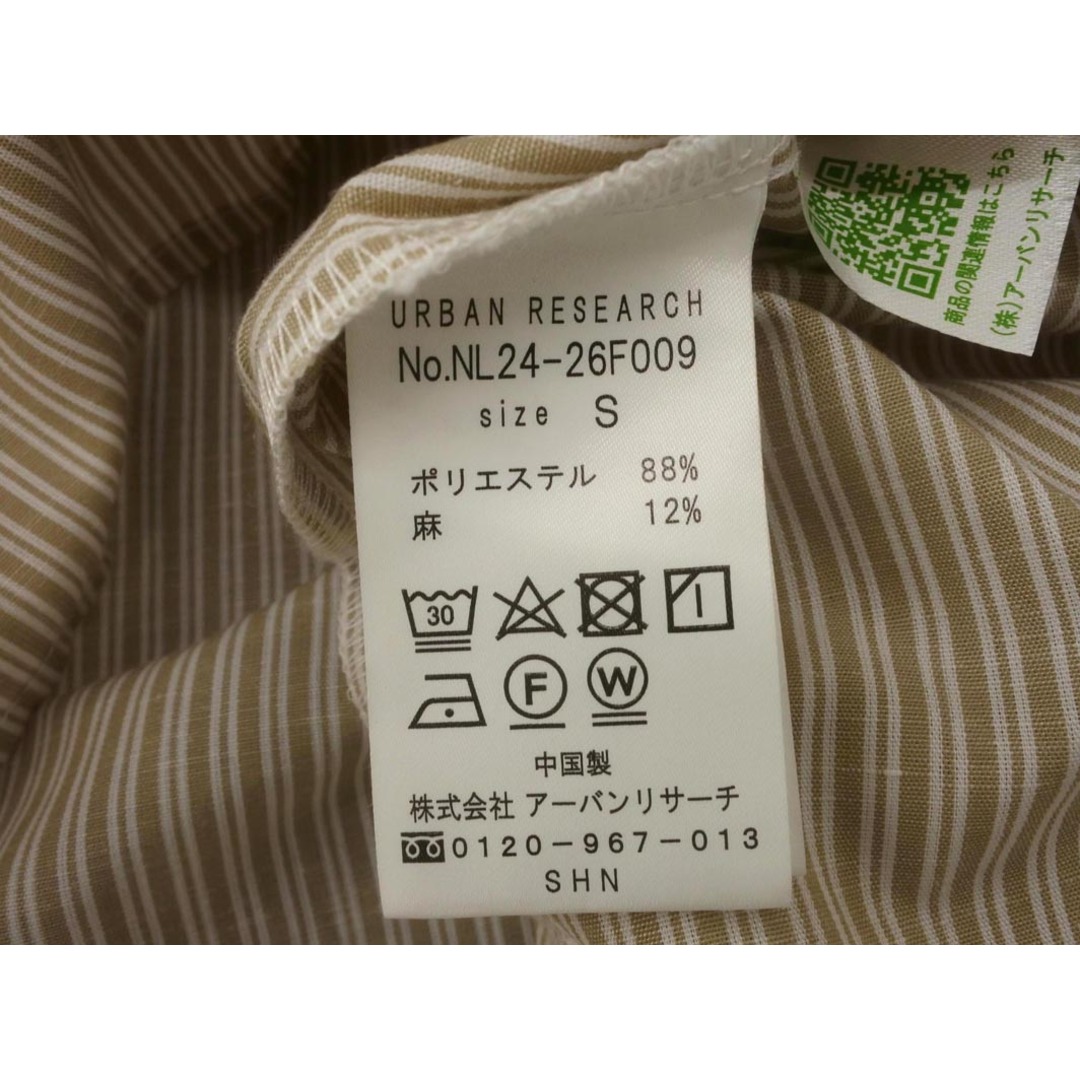 URBAN RESEARCH
No.NL24-26F009
size S
ポリエステル 88%
麻 12%
30
F W
中国製
株式会社 アーバンリサーチ
0120-967-013
SHN
商品の関連情報はこちら
(株)アーバンリサーチ